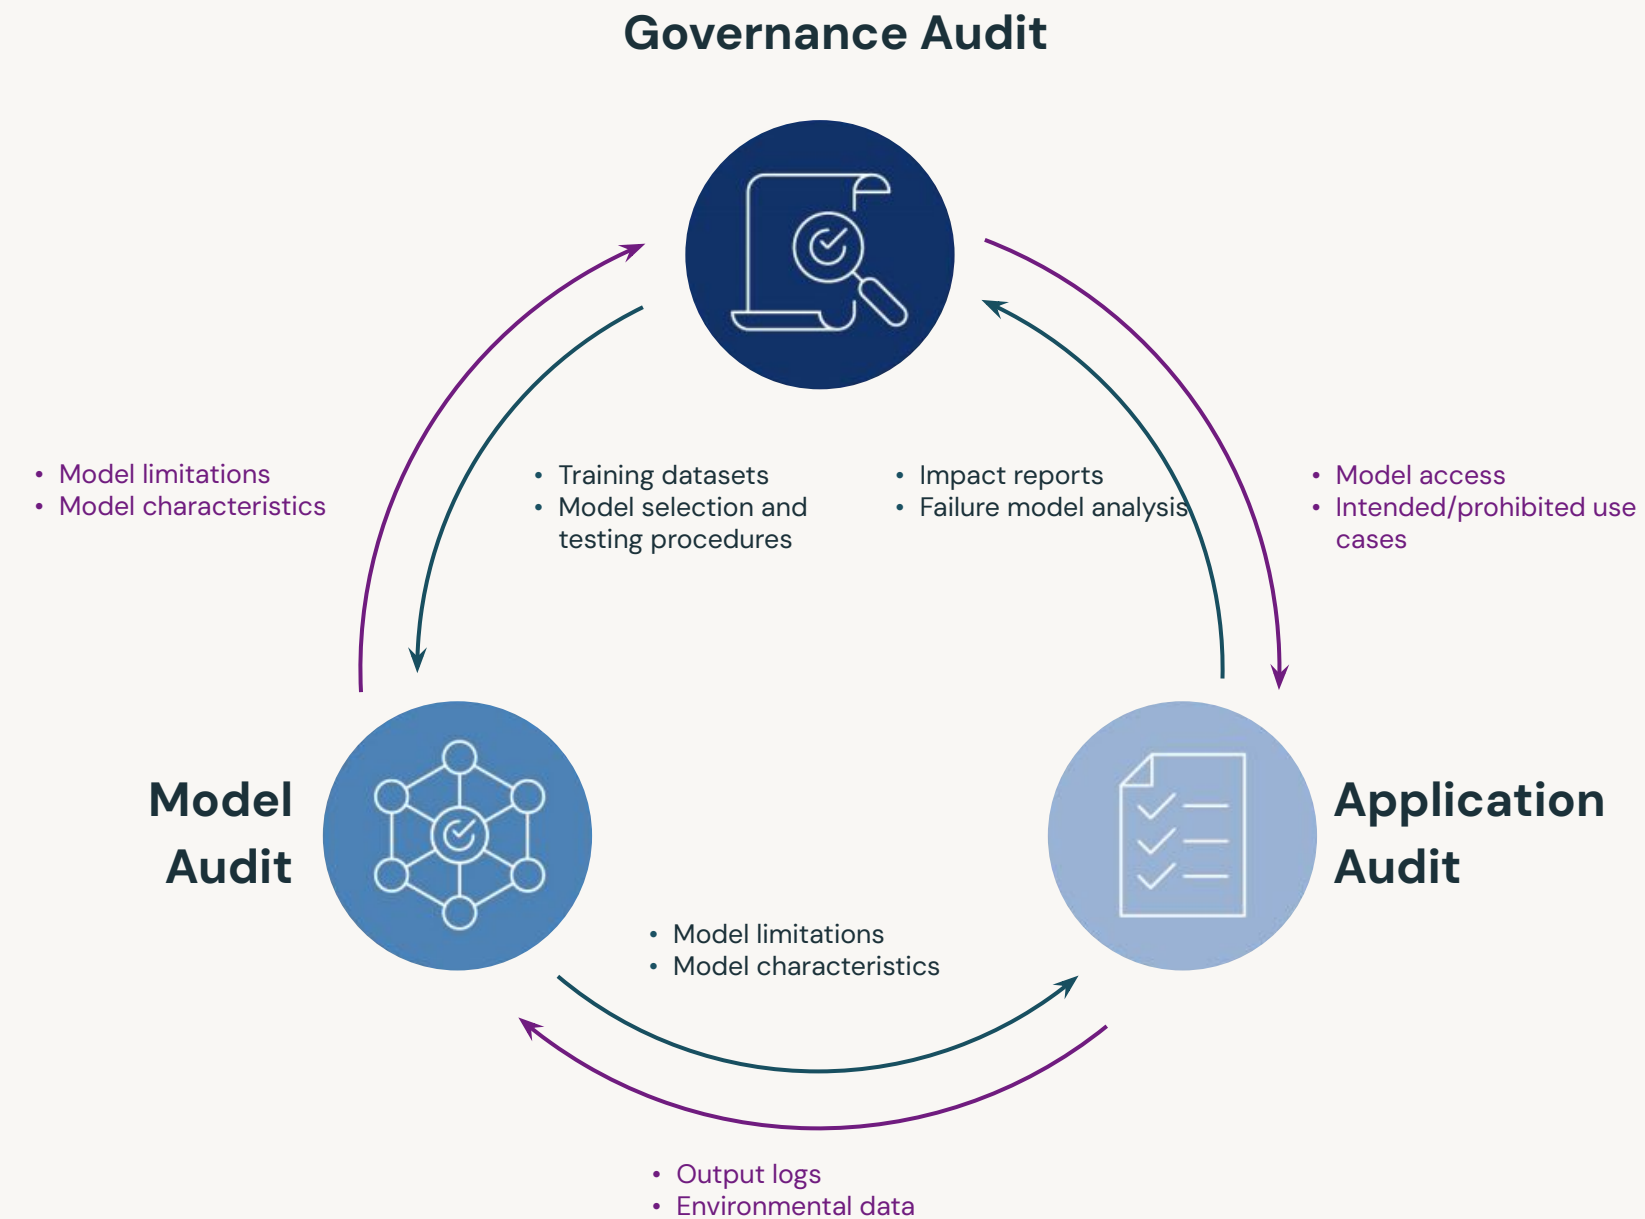 Governance Audit
• Model limitations
• Model characteristics
• Training datasets
• Model selection and
testing procedures
• Impact reports
• Failure model analysis
• Model access
• Intended/prohibited use
cases
Model
Audit
Application
Audit
• Model limitations
• Model characteristics
• Output logs
• Environmental data